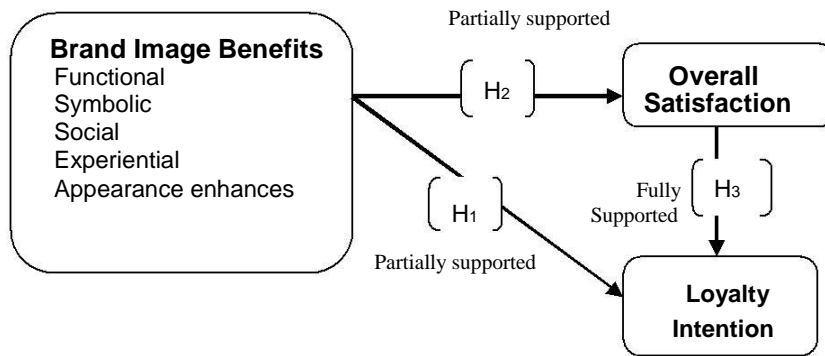 Partially supported
Brand Image Benefits
Functional
Symbolic
Social
Experiential
Appearance enhances
H2
Overall
Satisfaction
H1
Partially supported
Fully
Supported
H3
Loyalty
Intention